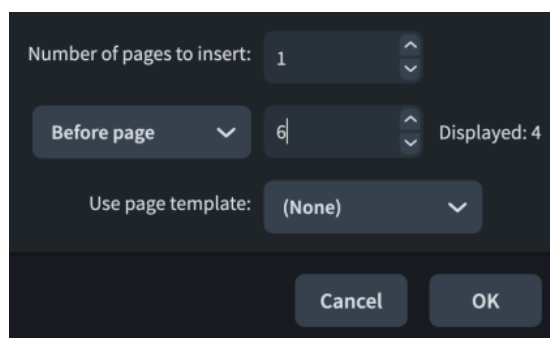 Number of pages to insert: 1
Before page 6 Displayed: 4
Use page template: (None)
Cancel OK